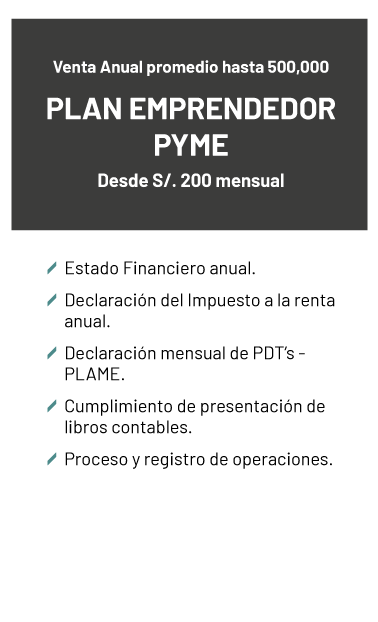 Venta Anual promedio hasta 500,000
PLAN EMPRENDEDOR
PYME
Desde S/. 200 mensual
Estado Financiero anual.
Declaración del Impuesto a la renta
anual.
Declaración mensual de PDT's -
PLAME.
Cumplimiento de presentación de
libros contables.
Proceso y registro de operaciones.